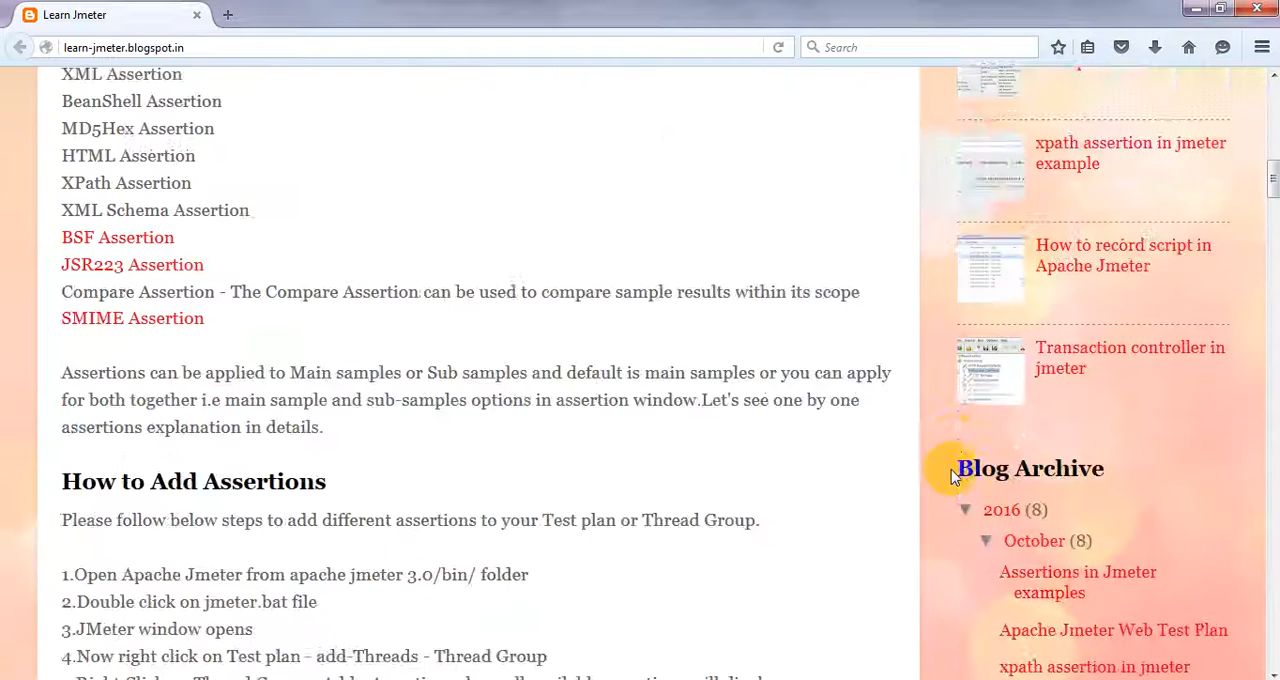 Learn Jmeter
learn-jmeter.blogspot.in
Search
XML Assertion
BeanShell Assertion
MD5Hex Assertion
HTML Assertion
XPath Assertion
XML Schema Assertion
BSF Assertion
JSR223 Assertion
Compare Assertion - The Compare Assertion can be used to compare sample results within its scope
SMIME Assertion
Assertions can be applied to Main samples or Sub samples and default is main samples or you can apply
for both together i.e main sample and sub-samples options in assertion window.Let's see one by one
assertions explanation in details.
How to Add Assertions
Please follow below steps to add different assertions to your Test plan or Thread Group.
1.Open Apache Jmeter from apache jmeter 3.0/bin/ folder
2.Double click on jmeter.bat file
3.JMeter window opens
4.Now right click on Test plan - add-Threads - Thread Group
xpath assertion in jmeter
example
How to record script in
Apache Jmeter
Transaction controller in
jmeter
Blog Archive
2016 (8)
October (8)
Assertions in Jmeter
examples
Apache Jmeter Web Test Plan
xpath assertion in jmeter